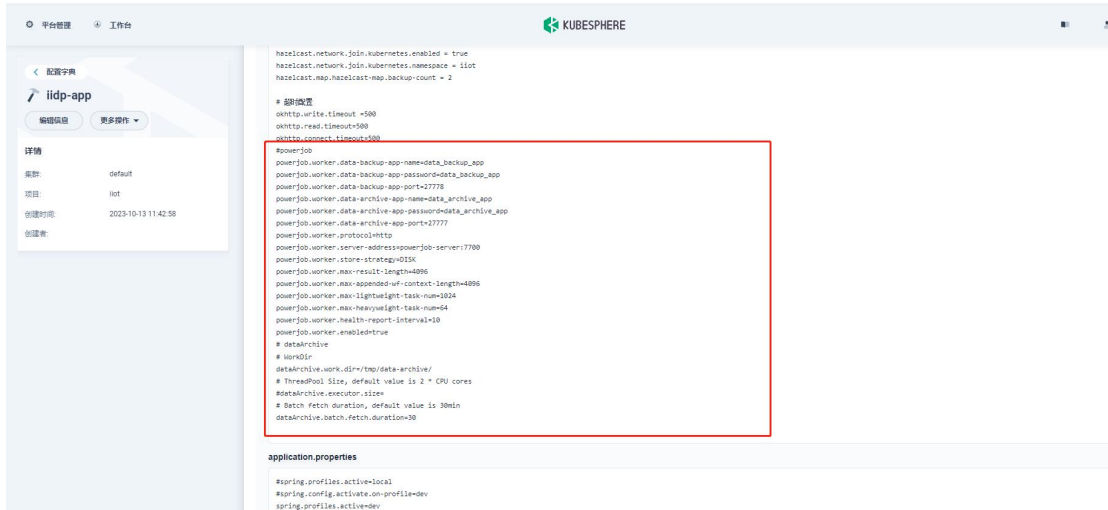 平台管理
工作台
KUBESPHERE
配置字典
iidp-app
编辑信息
更多操作
详情
集群:
default
项目:
iiot
创建时间:
2023-10-13 11:42:58
创建者:
hazelcast.network.join.kubernetes.enabled = true
hazelcast.network.join.kubernetes.namespace = iiot
hazelcast.map.hazelcast-map.backup-count = 2
# 超时配置
okhttp.write.timeout =500
okhttp.read.timeout=500
okhttp.connect.timeout=500
#powerjob
powerjob.worker.data-backup-app-name=data_backup_app
powerjob.worker.data-backup-app-password=data_backup_app
powerjob.worker.data-backup-app-port=27778
powerjob.worker.data-archive-app-name=data_archive_app
powerjob.worker.data-archive-app-password=data_archive_app
powerjob.worker.data-archive-app-port=27777
powerjob.worker.protocol=http
powerjob.worker.server-address=powerjob-server:7700
powerjob.worker.store-strategy=DISK
powerjob.worker.max-result-length=4096
powerjob.worker.max-appended-wf-context-length=4096
powerjob.worker.max-lightweight-task-num=1024
powerjob.worker.max-heavyweight-task-num=64
powerjob.worker.health-report-interval=10
powerjob.worker.enabled=true
# dataArchive
# WorkDir
dataArchive.work.dir=/tmp/data-archive/
# ThreadPool Size, default value is 2 * CPU cores
#dataArchive.executor.size=
# Batch fetch duration, default value is 30min
dataArchive.batch.fetch.duration=30
application.properties
#spring.profiles.active=local
#spring.config.activate.on-profile=dev
spring.profiles.active=dev